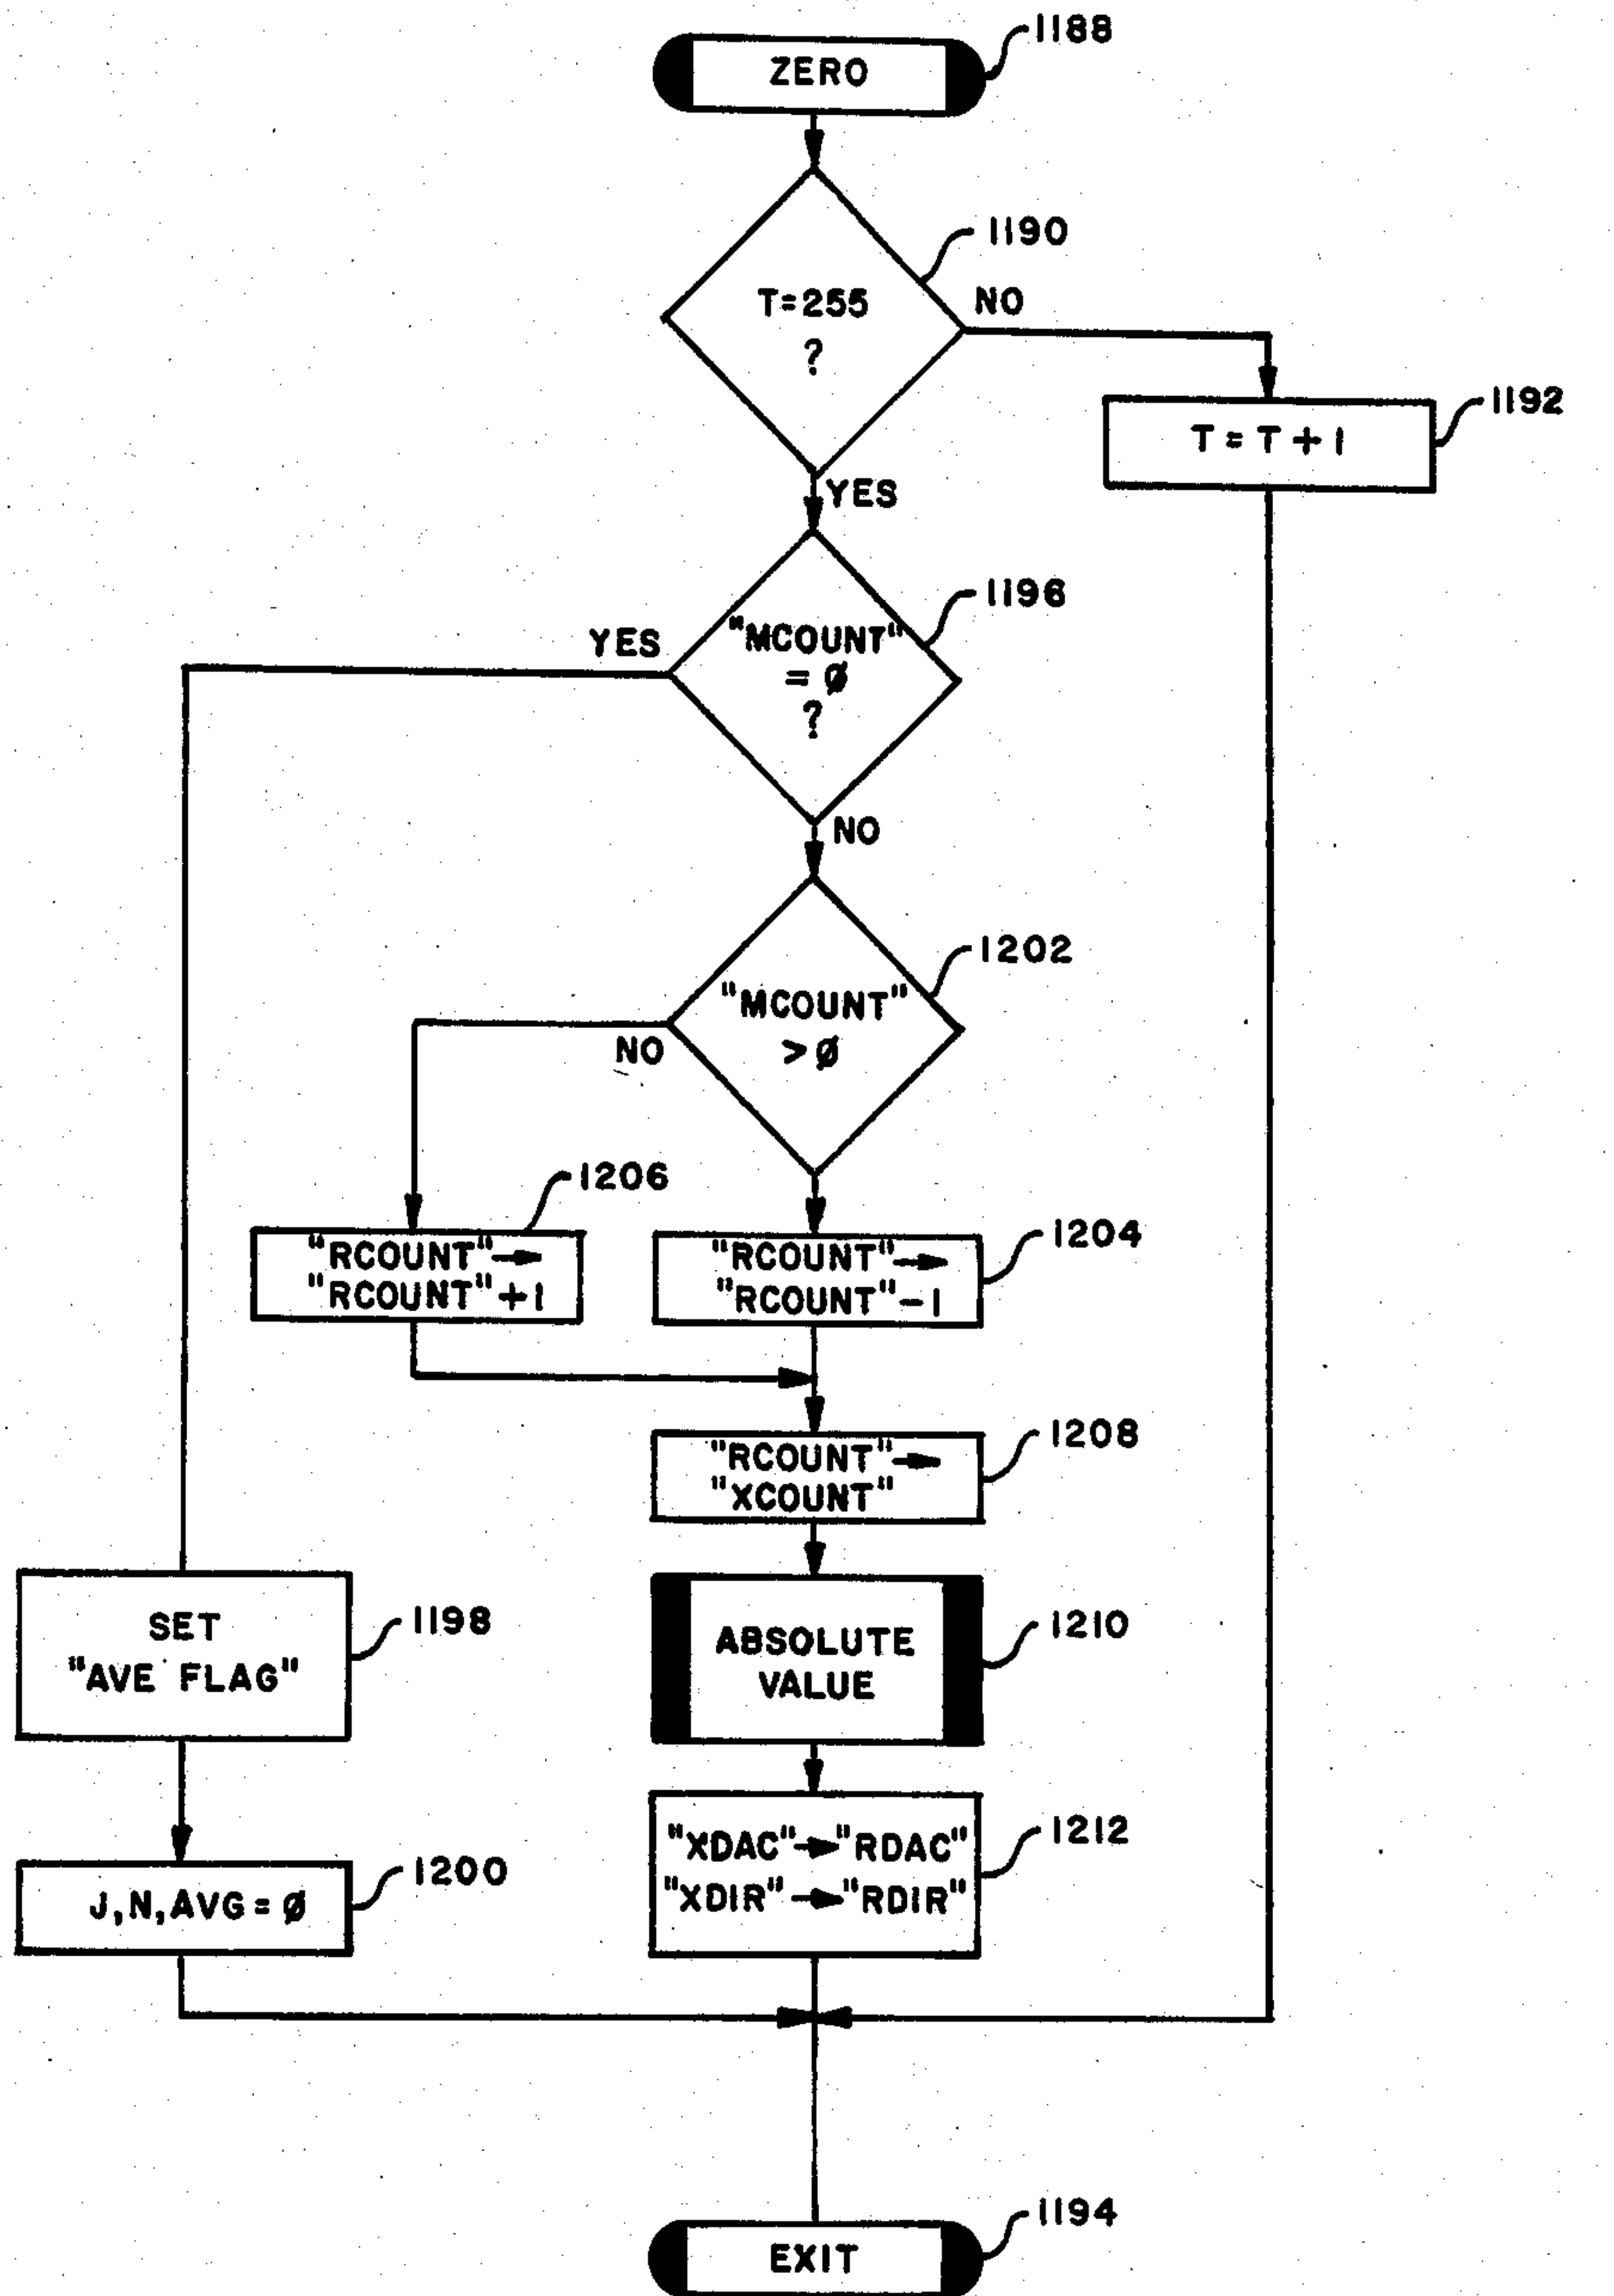 1188
ZERO
1190
T=255
?
NO
1192
T=T+1
YES
1196
YES
"MCOUNT"
=Ø
?
NO
1202
"MCOUNT"
>Ø
NO
1206
"RCOUNT"→
"RCOUNT"+1
1204
"RCOUNT"→
"RCOUNT"-1
1208
"RCOUNT"→
"XCOUNT"
1198
SET
"AVE FLAG"
1210
ABSOLUTE
VALUE
1212
"XDAC"→"RDAC"
"XDIR"→"RDIR"
1200
J,N,AVG=Ø
1194
EXIT